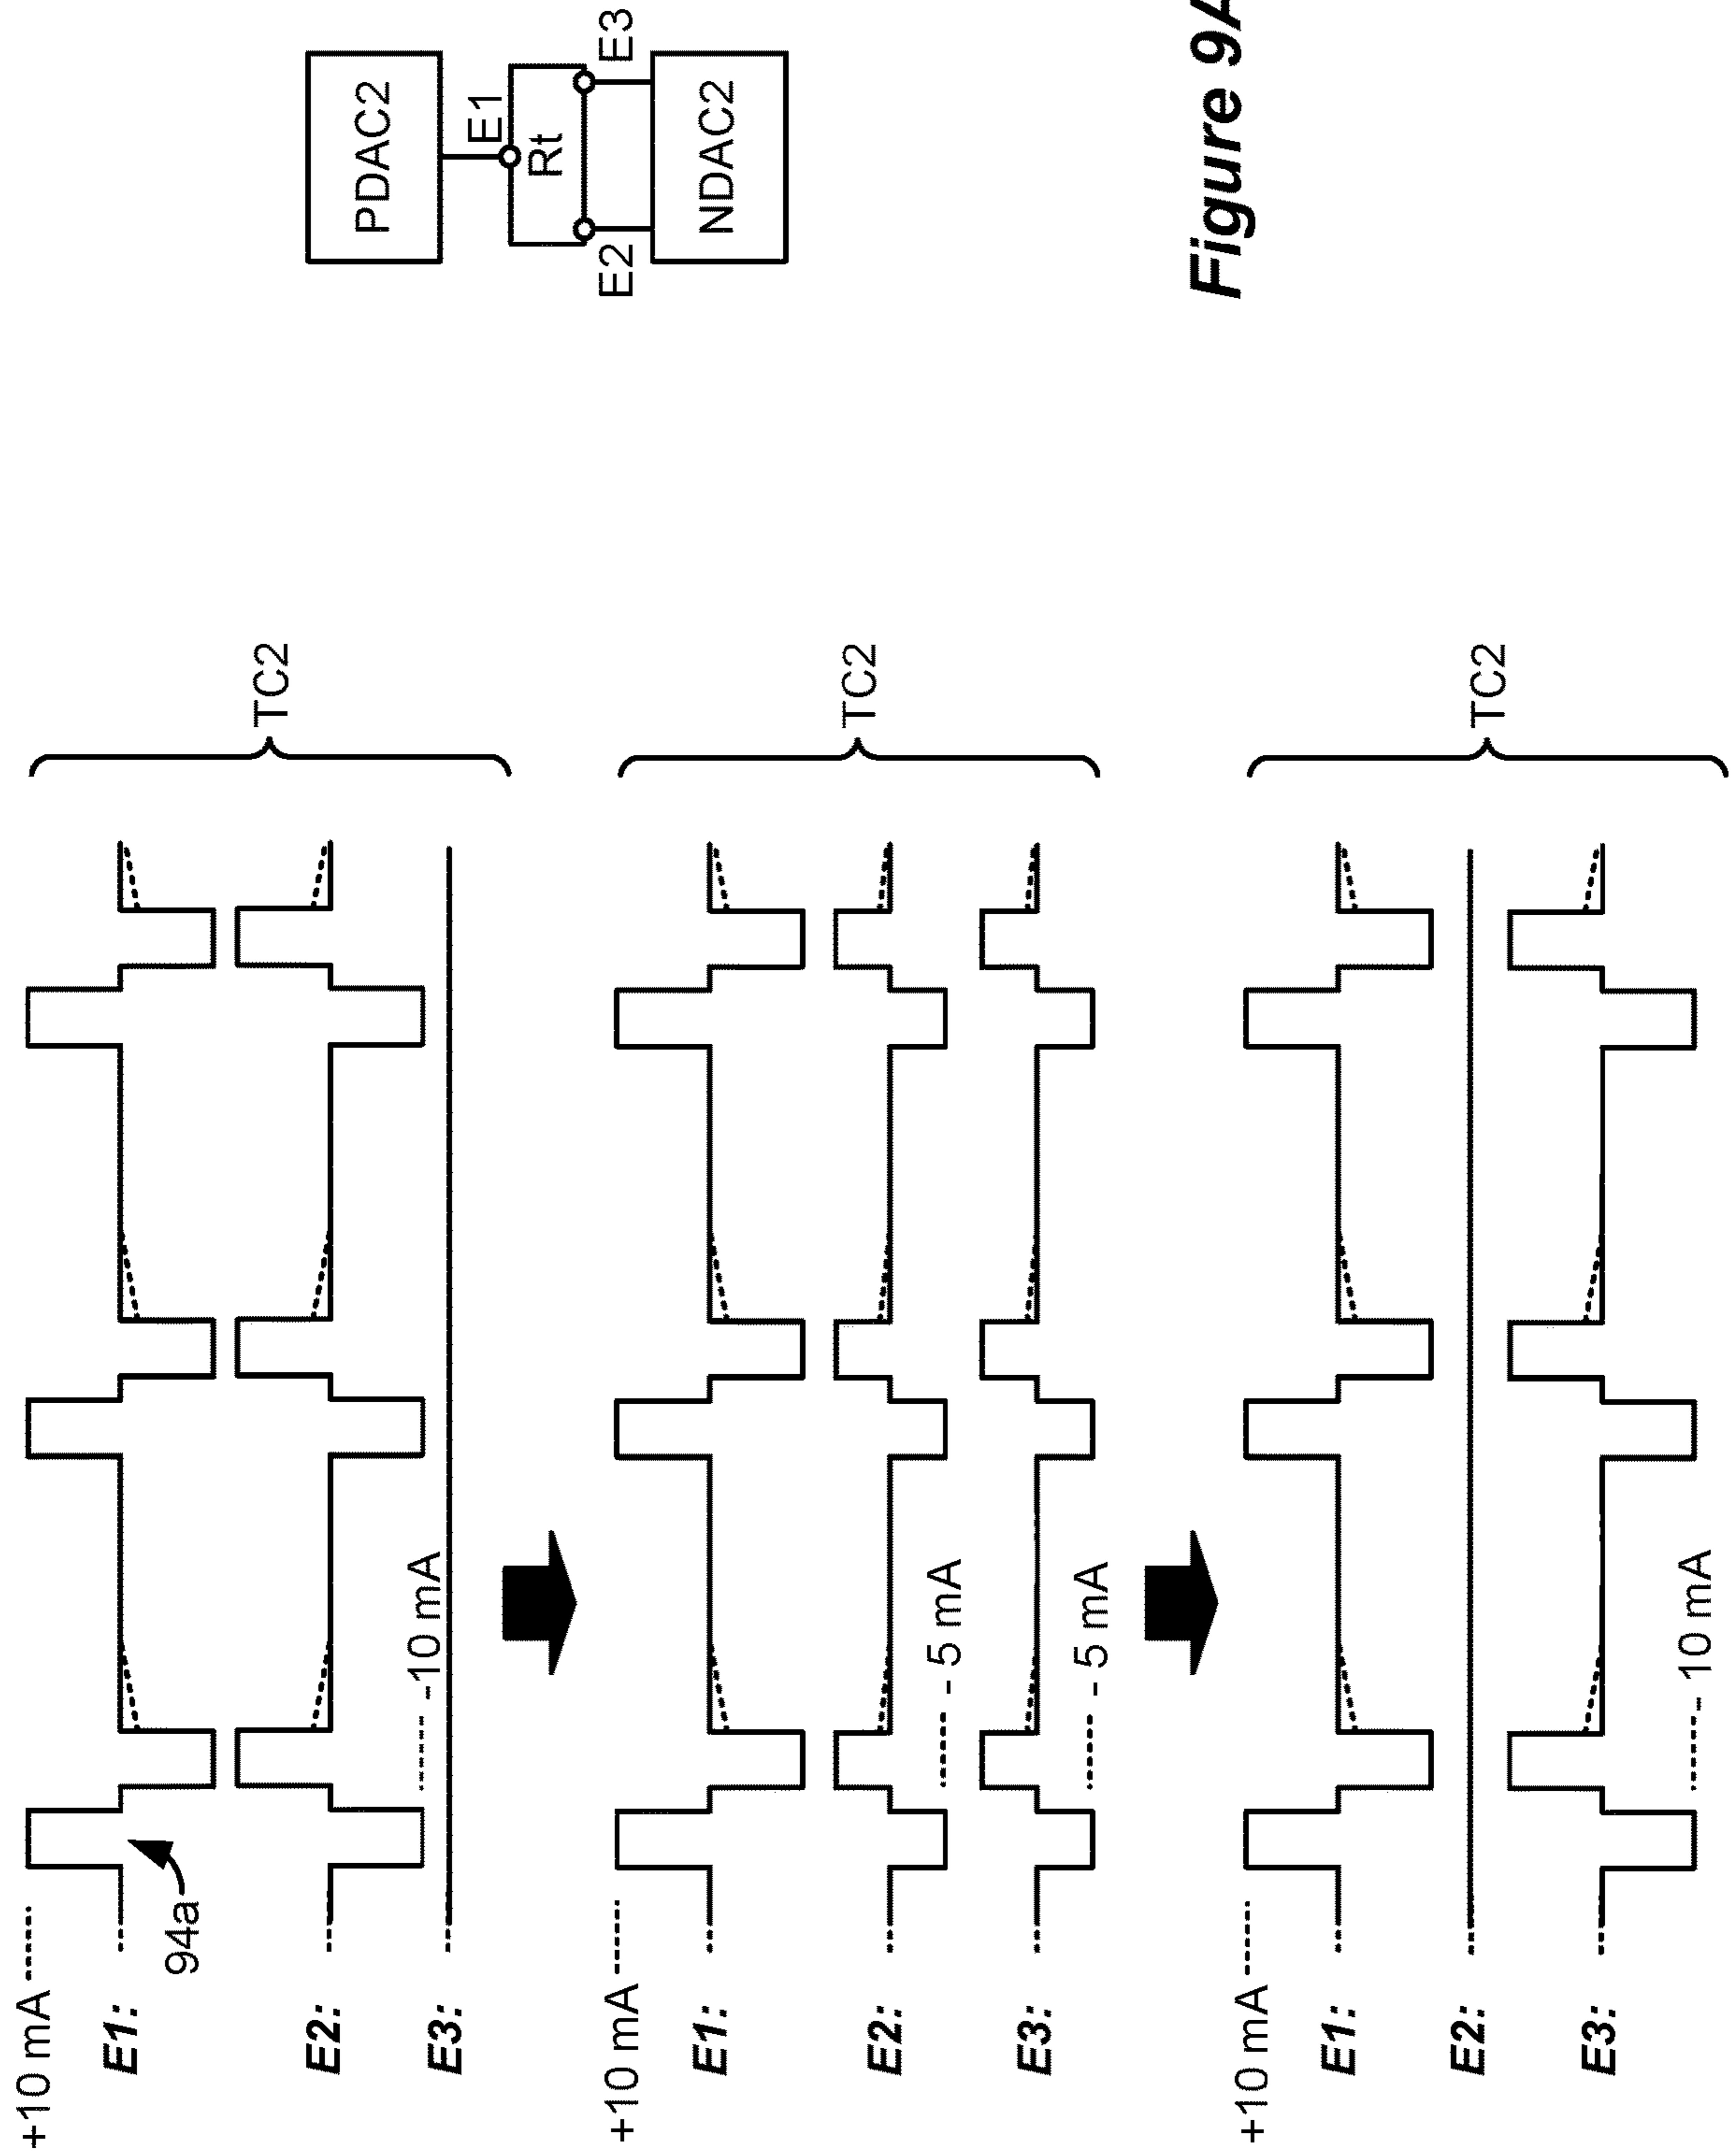 +10 mA
E1:
94a
E2:
-10 mA
E3:
TC2
+10 mA
E1:
E2:
- 5 mA
E3:
- 5 mA
TC2
+10 mA
E1:
E2:
E3:
- 10 mA
TC2
PDAC2
E1
Rt
E2
E3
NDAC2
Figure 9A